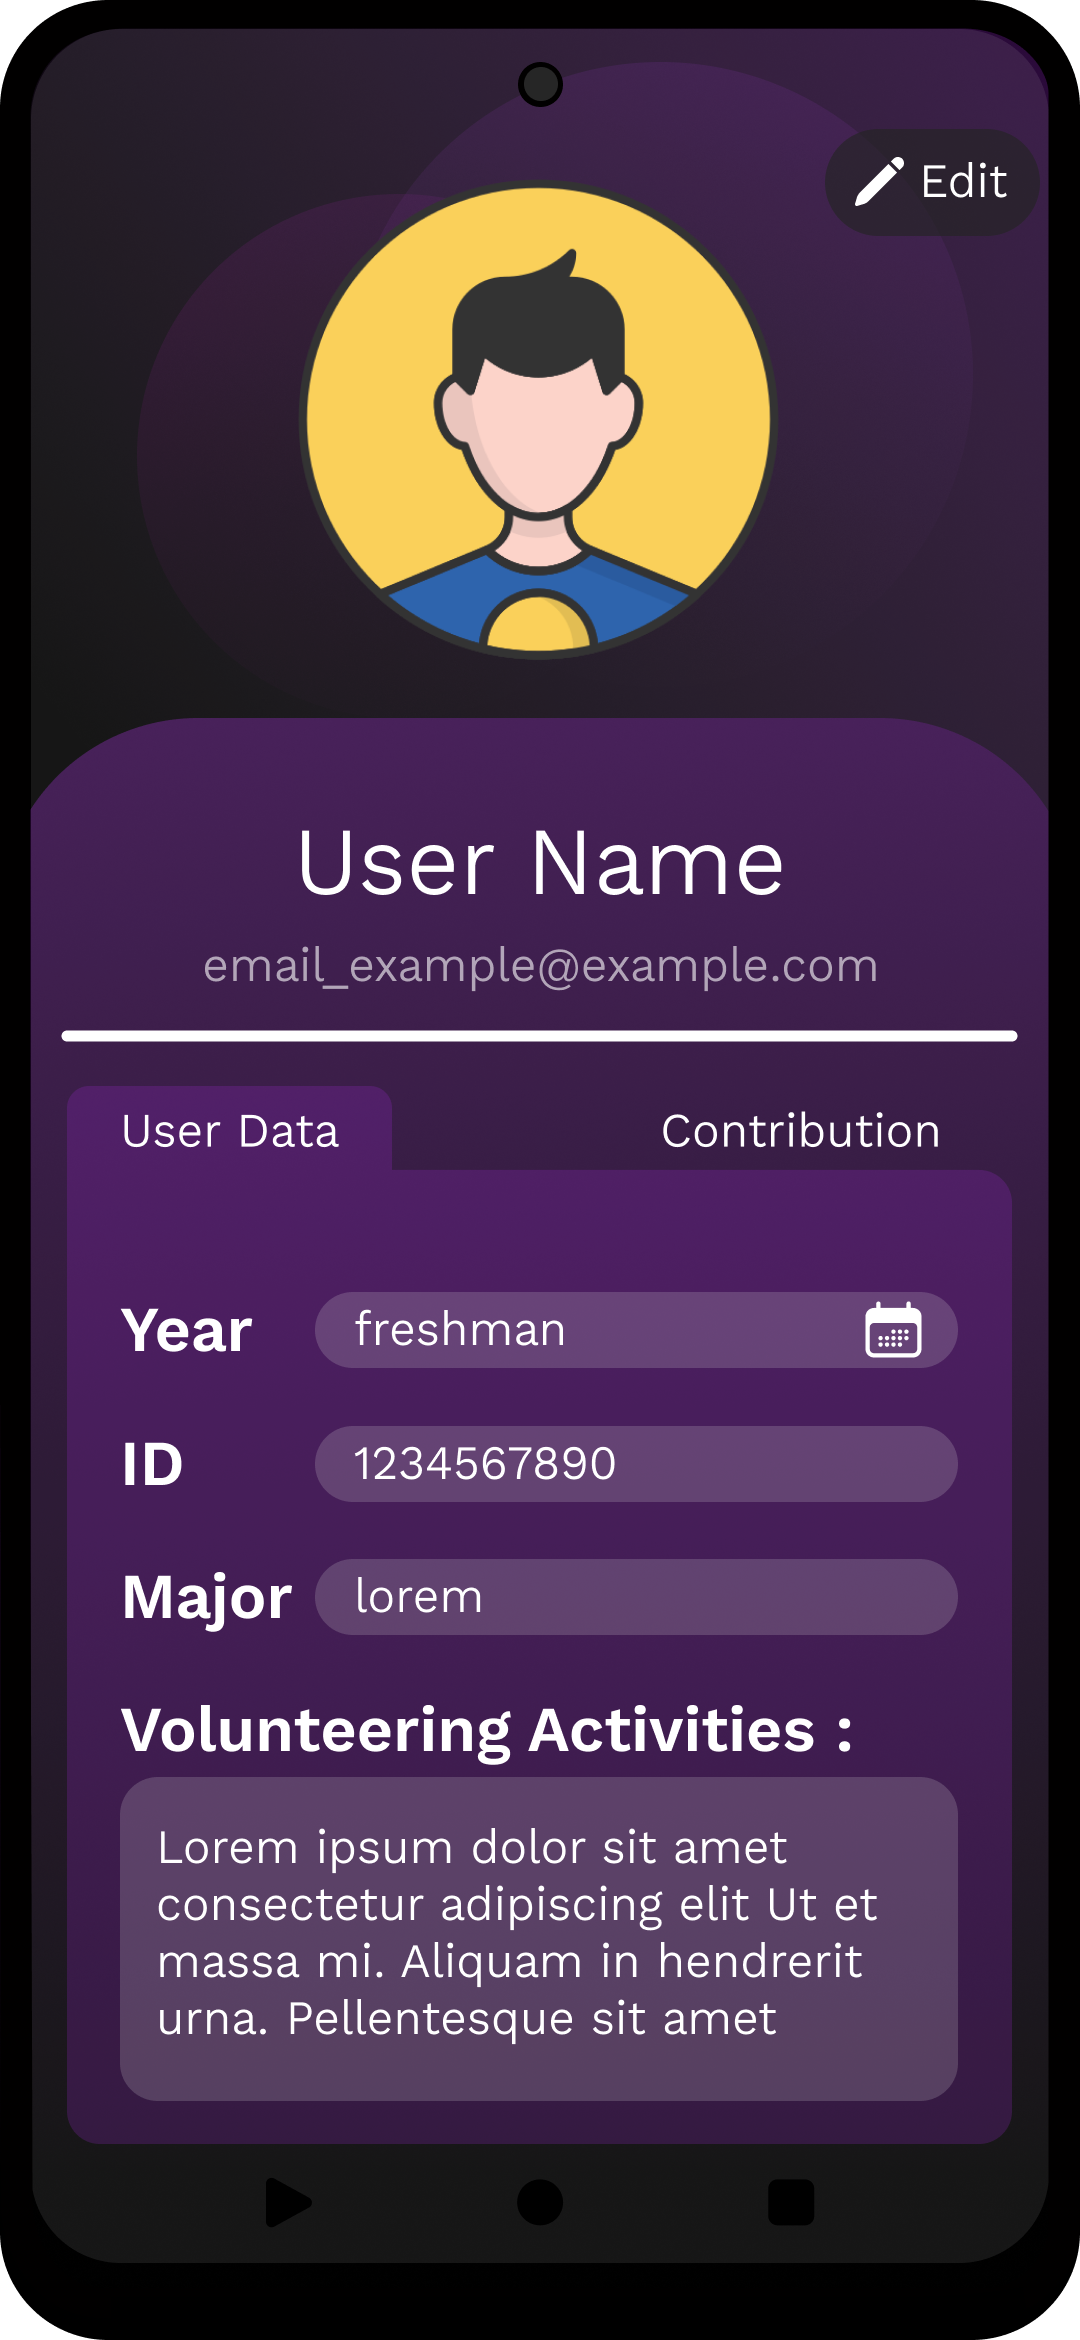 Edit
User Name
email_example@example.com
User Data
Contribution
Year
freshman
ID
1234567890
Major
lorem
Volunteering Activities :
Lorem ipsum dolor sit amet
consectetur adipiscing elit Ut et
massa mi. Aliquam in hendrerit
urna. Pellentesque sit amet